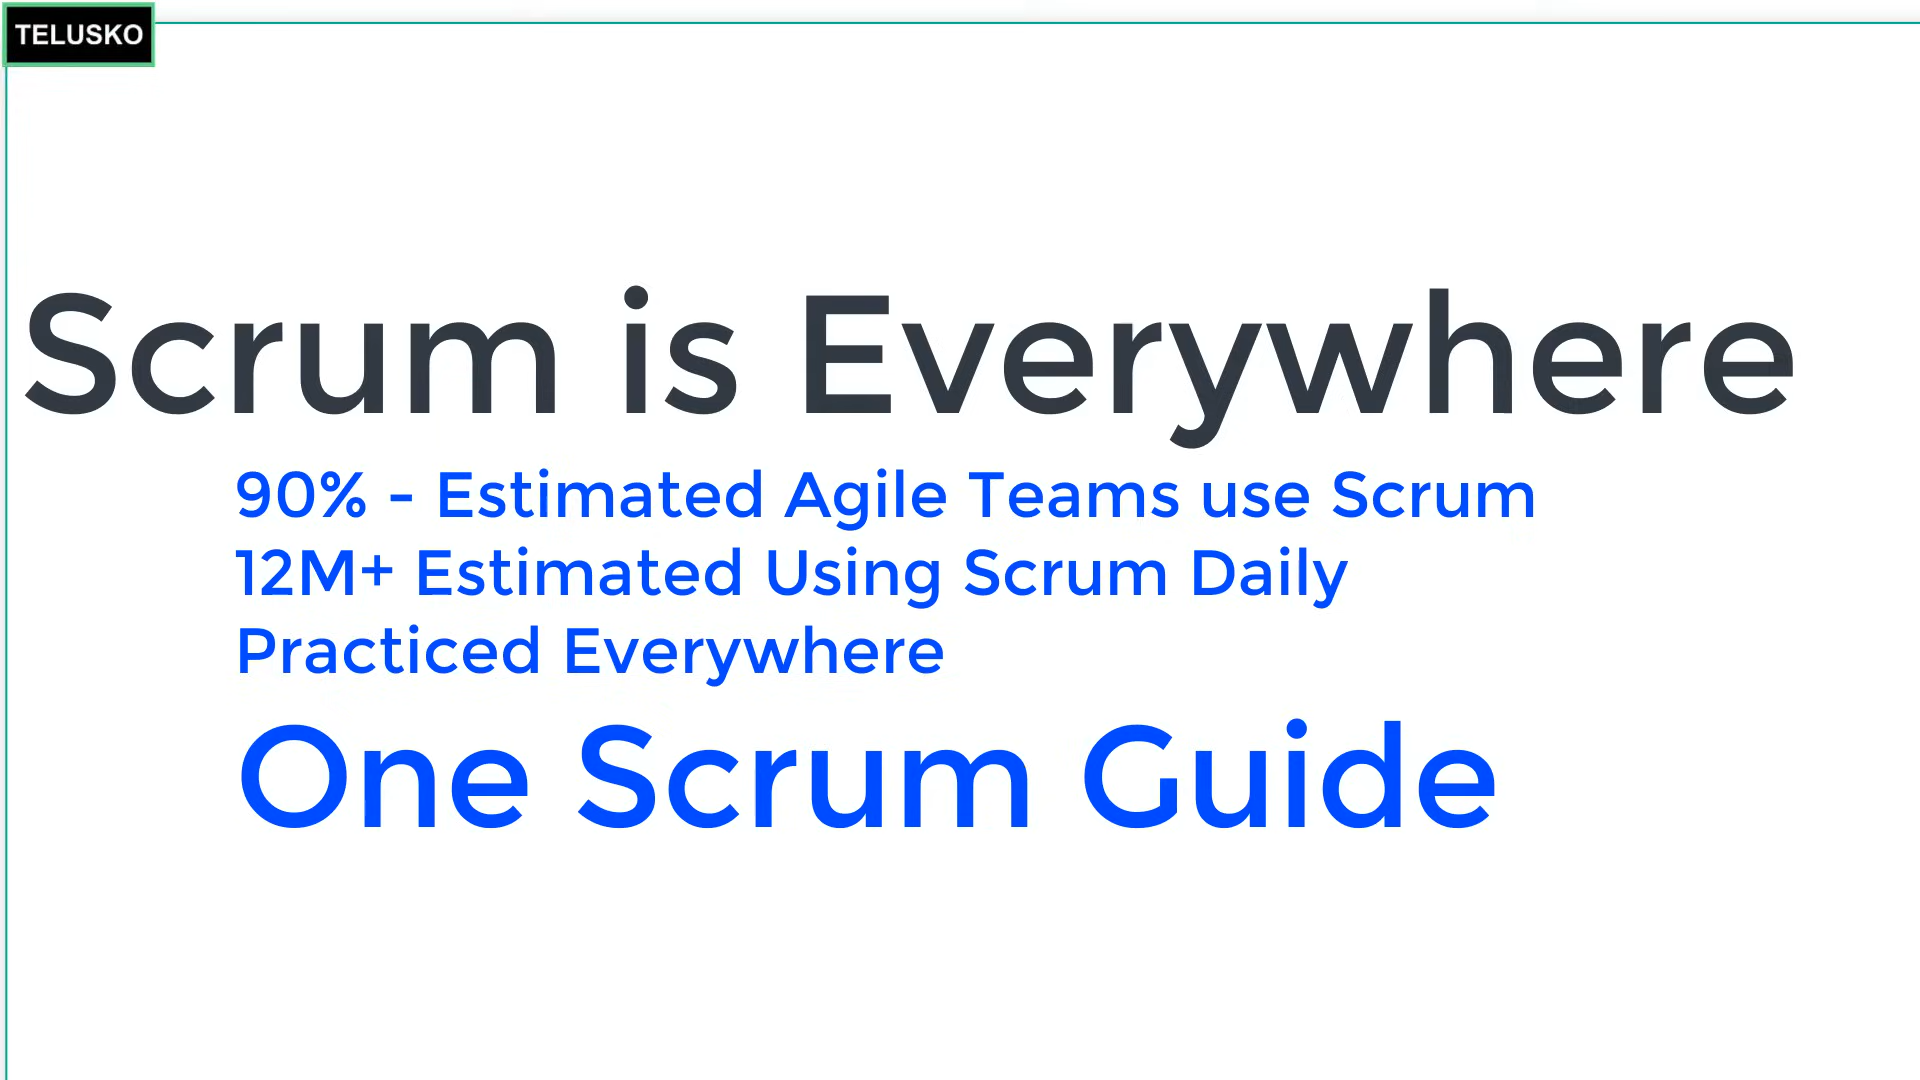 TELUSKO
Scrum is Everywhere
90% - Estimated Agile Teams use Scrum
12M+ Estimated Using Scrum Daily
Practiced Everywhere
One Scrum Guide